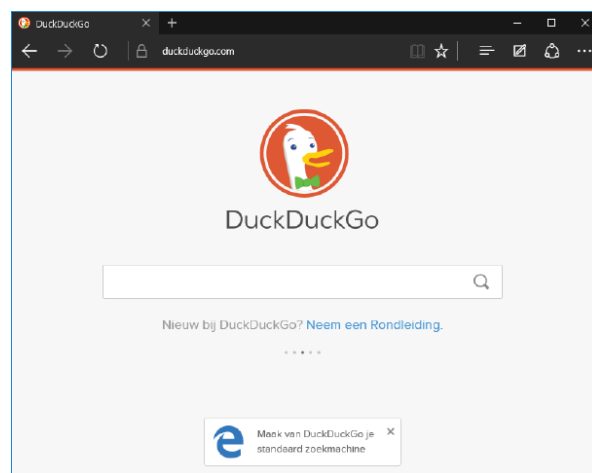 DuckDuckGo
duckduckgo.com
DuckDuckGo
Nieuw bij DuckDuckGo? Neem een Rondleiding.
Maak van DuckDuckGo je
standaard zoekmachine